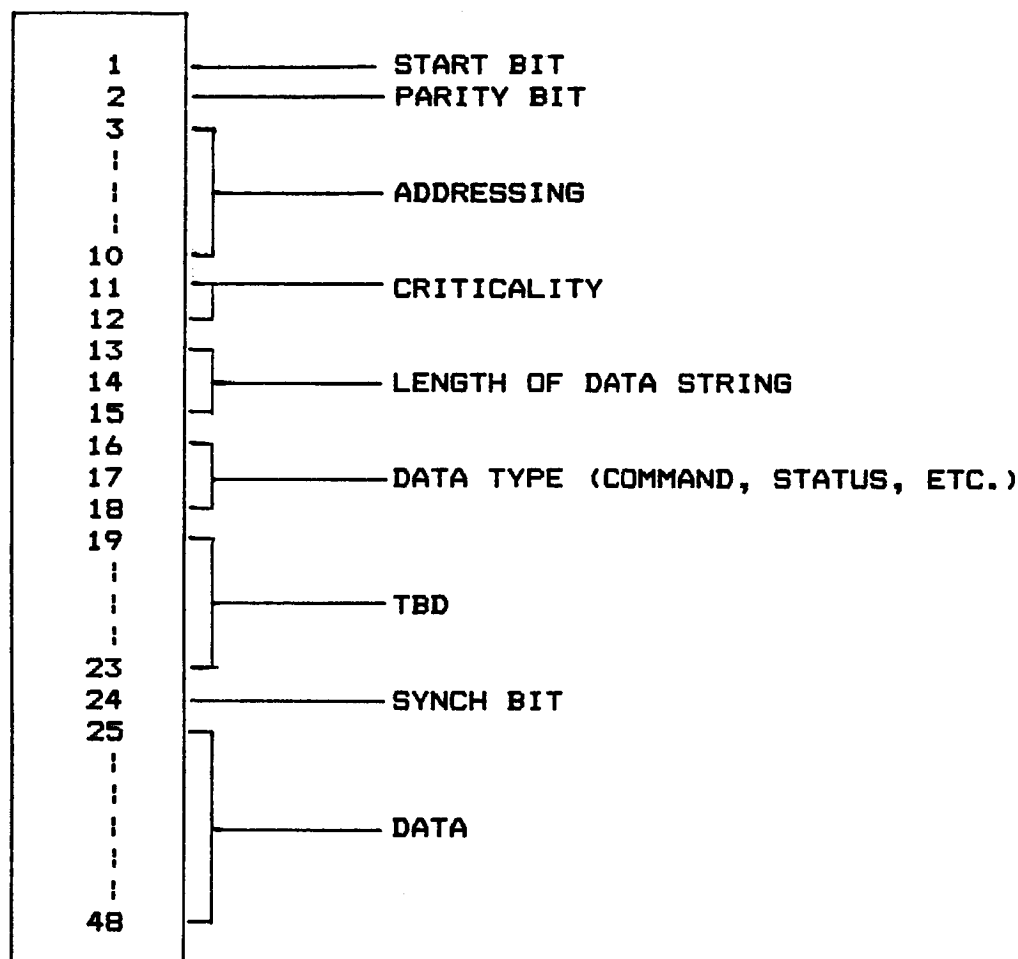 1 START BIT
2 PARITY BIT
3
ADDRESSING
10
11 CRITICALITY
12
13
14 LENGTH OF DATA STRING
15
16
17 DATA TYPE (COMMAND, STATUS, ETC.)
18
19
TBD
23
24 SYNCH BIT
25
DATA
48